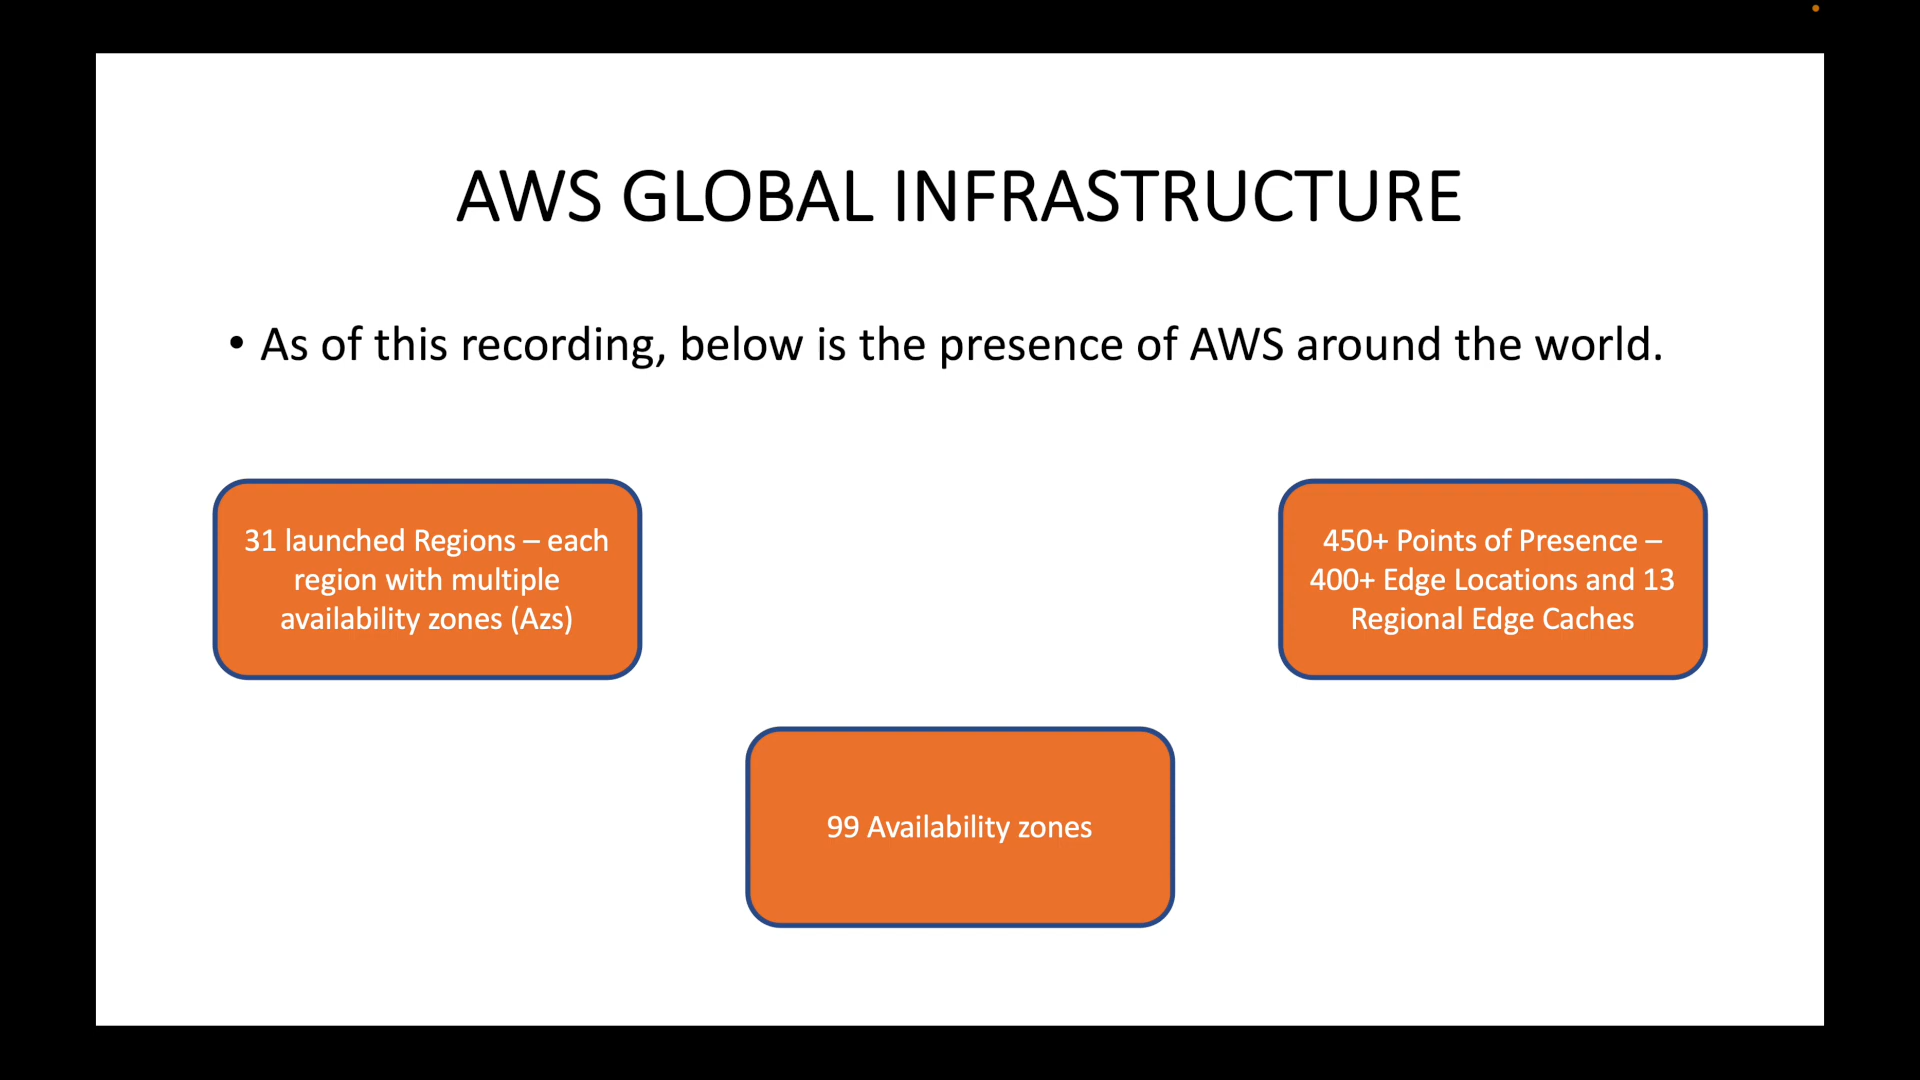 AWS GLOBAL INFRASTRUCTURE
• As of this recording, below is the presence of AWS around the world.
31 launched Regions – each
region with multiple
availability zones (Azs)
450+ Points of Presence –
400+ Edge Locations and 13
Regional Edge Caches
99 Availability zones